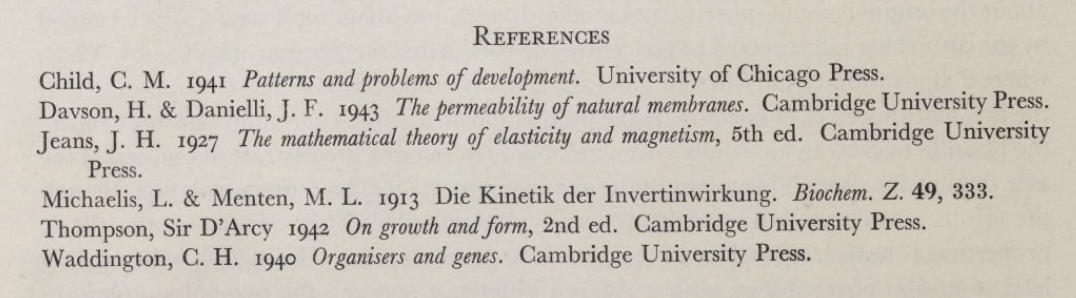 REFERENCES
Child, C. M. 1941 Patterns and problems of development. University of Chicago Press.
Davson, H. & Danielli, J. F. 1943 The permeability of natural membranes. Cambridge University Press.
Jeans, J. H. 1927 The mathematical theory of elasticity and magnetism, 5th ed. Cambridge University
Press.
Michaelis, L. & Menten, M. L. 1913 Die Kinetik der Invertinwirkung. Biochem. Z. 49, 333.
Thompson, Sir D’Arcy 1942 On growth and form, 2nd ed. Cambridge University Press.
Waddington, C. H. 1940 Organisers and genes. Cambridge University Press.